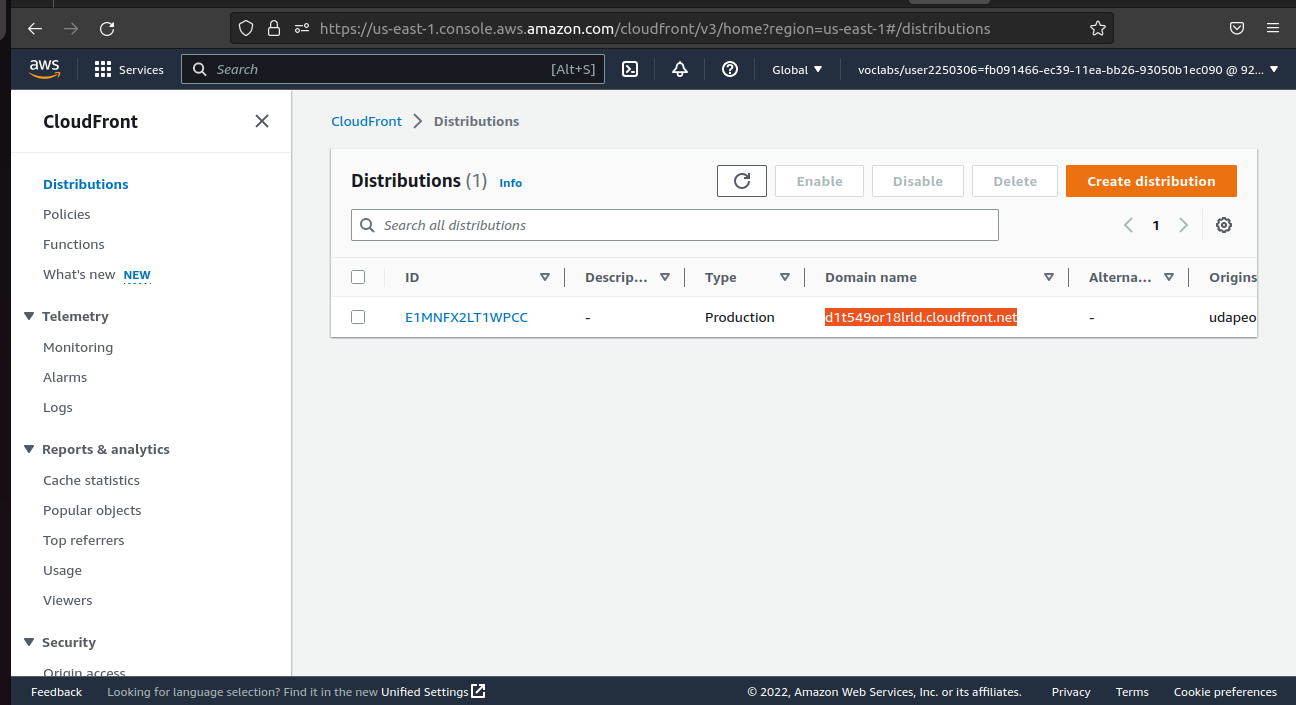 https://us-east-1.console.aws.amazon.com/cloudfront/v3/home?region=us-east-1#/distributions
aws Services Search [Alt+S] Global voclabs/user2250306=fb091466-ec39-11ea-bb26-93050b1ec090 @ 92...
CloudFront
Distributions
Policies
Functions
What's new NEW
Telemetry
Monitoring
Alarms
Logs
Reports & analytics
Cache statistics
Popular objects
Top referrers
Usage
Viewers
Security
Origin access
CloudFront > Distributions
Distributions (1) Info Enable Disable Delete Create distribution
Search all distributions 1
ID Descrip... Type Domain name Alterna... Origins
E1MNFX2LT1WPCC - Production d1t549or18lrld.cloudfront.net - udapeo
Feedback Looking for language selection? Find it in the new Unified Settings © 2022, Amazon Web Services, Inc. or its affiliates. Privacy Terms Cookie preferences